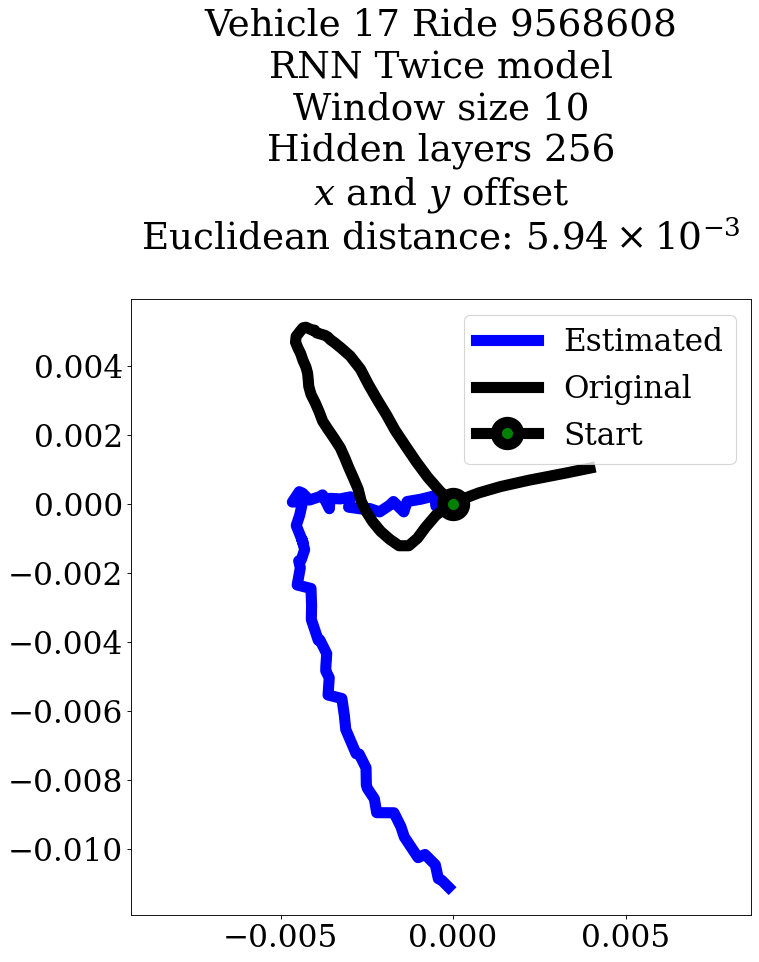 Vehicle 17 Ride 9568608
RNN Twice model
Window size 10
Hidden layers 256
x and y offset
Euclidean distance: 5.94 × 10⁻³
Estimated
Original
Start
0.004
0.002
0.000
−0.002
−0.004
−0.006
−0.008
−0.010
−0.005 0.000 0.005